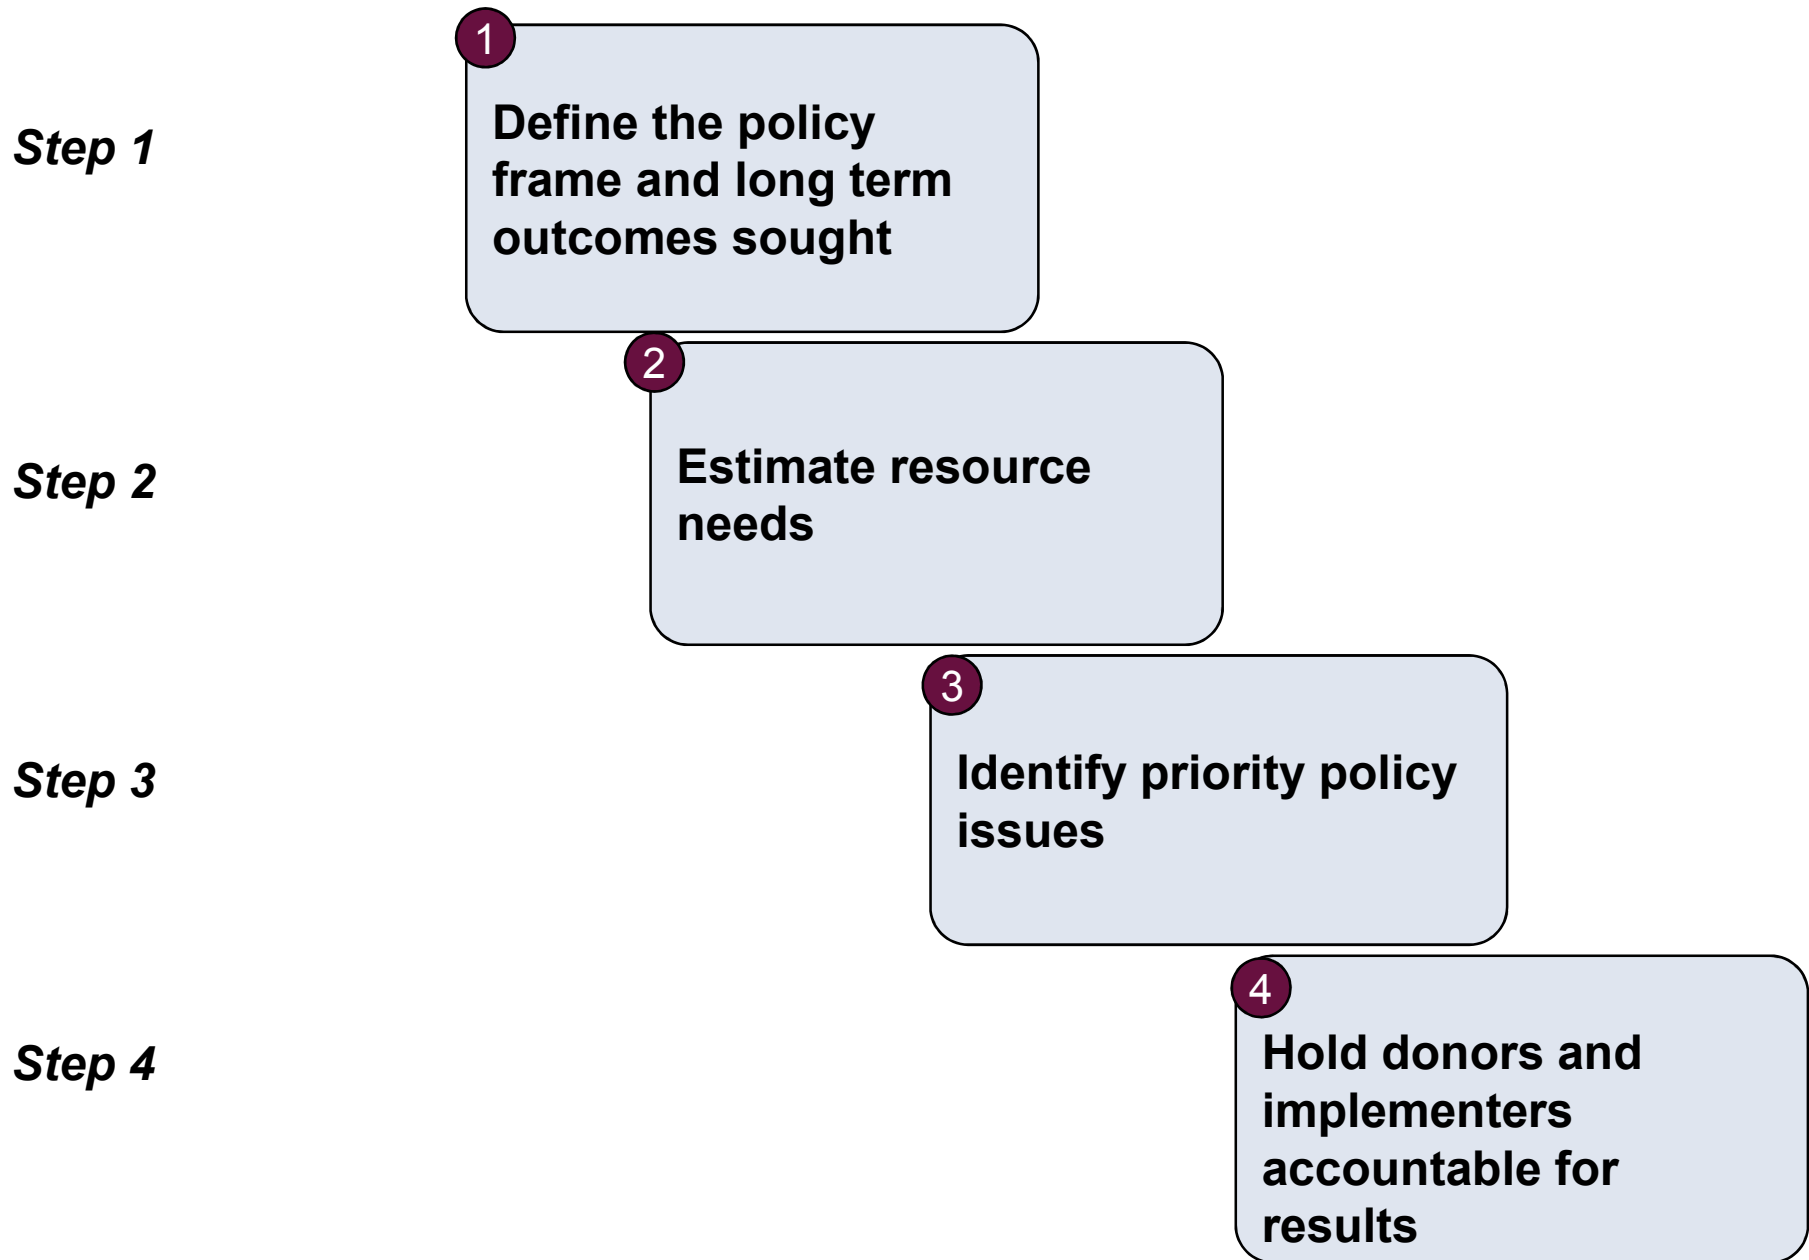 1
Step 1
Define the policy
frame and long term
outcomes sought
2
Step 2
Estimate resource
needs
3
Step 3
Identify priority policy
issues
4
Step 4
Hold donors and
implementers
accountable for
results